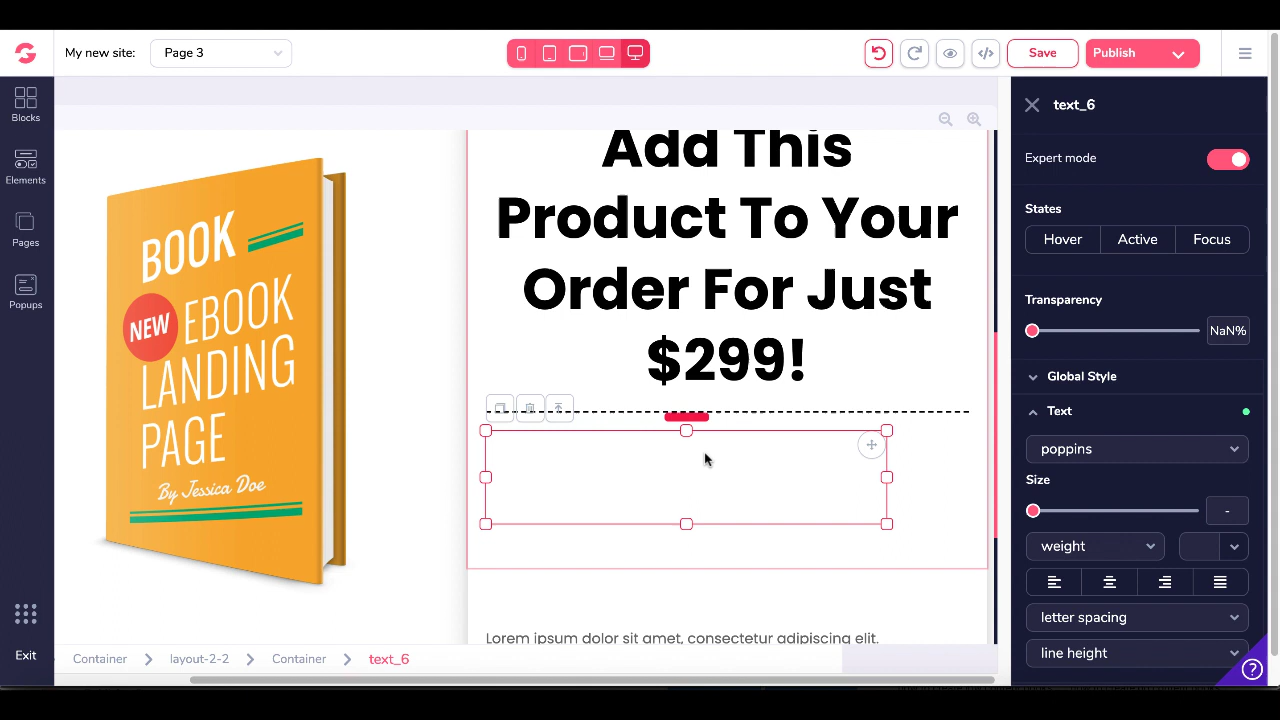 My new site:
Page 3
Save
Publish
Blocks
Elements
Pages
Popups
Exit
BOOK
NEW
EBOOK
LANDING
PAGE
By Jessica Doe
Add This
Product To Your
Order For Just
$299!
Lorem ipsum dolor sit amet, consectetur adipiscing elit.
Container
layout-2-2
Container
text_6
text_6
Expert mode
States
Hover
Active
Focus
Transparency
NaN%
Global Style
Text
poppins
Size
-
weight
letter spacing
line height
?